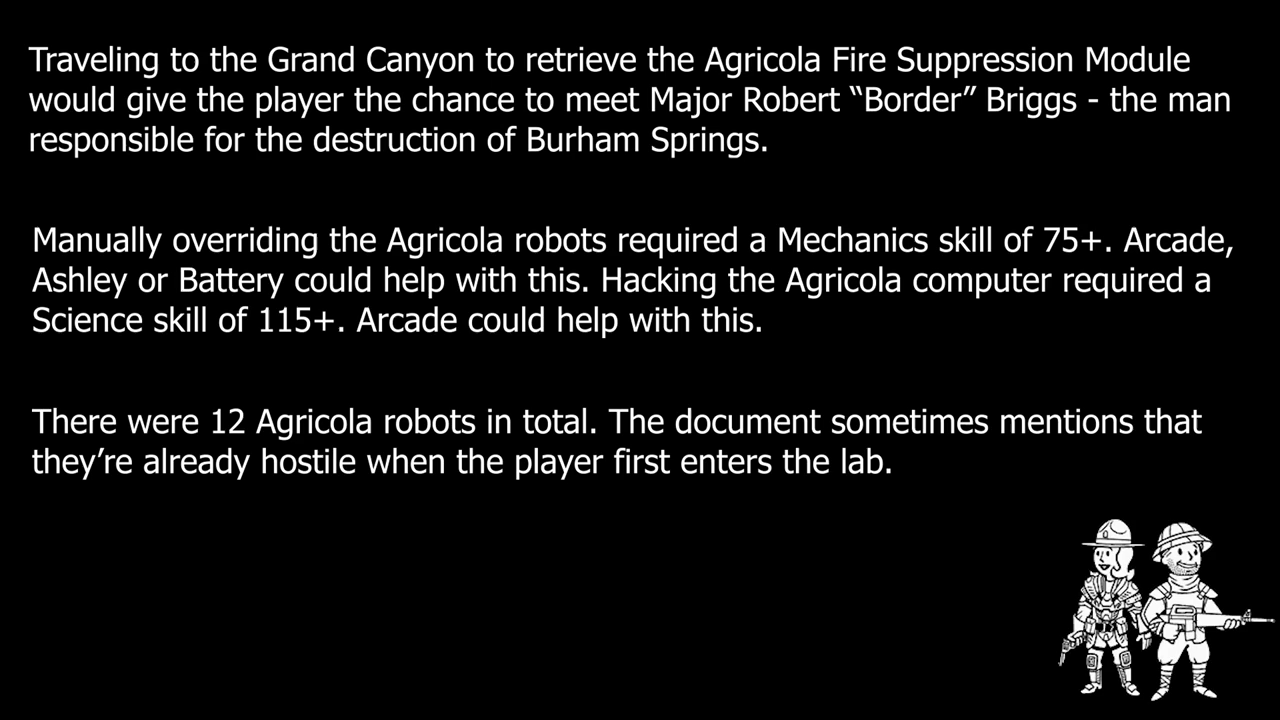 Traveling to the Grand Canyon to retrieve the Agricola Fire Suppression Module
would give the player the chance to meet Major Robert “Border” Briggs - the man
responsible for the destruction of Burham Springs.
Manually overriding the Agricola robots required a Mechanics skill of 75+. Arcade,
Ashley or Battery could help with this. Hacking the Agricola computer required a
Science skill of 115+. Arcade could help with this.
There were 12 Agricola robots in total. The document sometimes mentions that
they’re already hostile when the player first enters the lab.